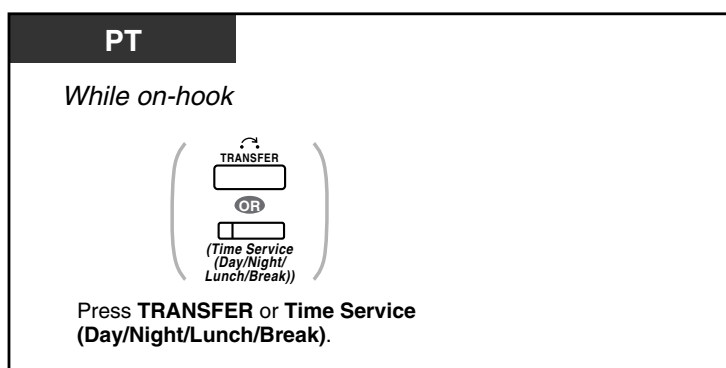 PT
While on-hook
TRANSFER
OR
(Time Service
(Day/Night/
Lunch/Break))
Press TRANSFER or Time Service
(Day/Night/Lunch/Break).